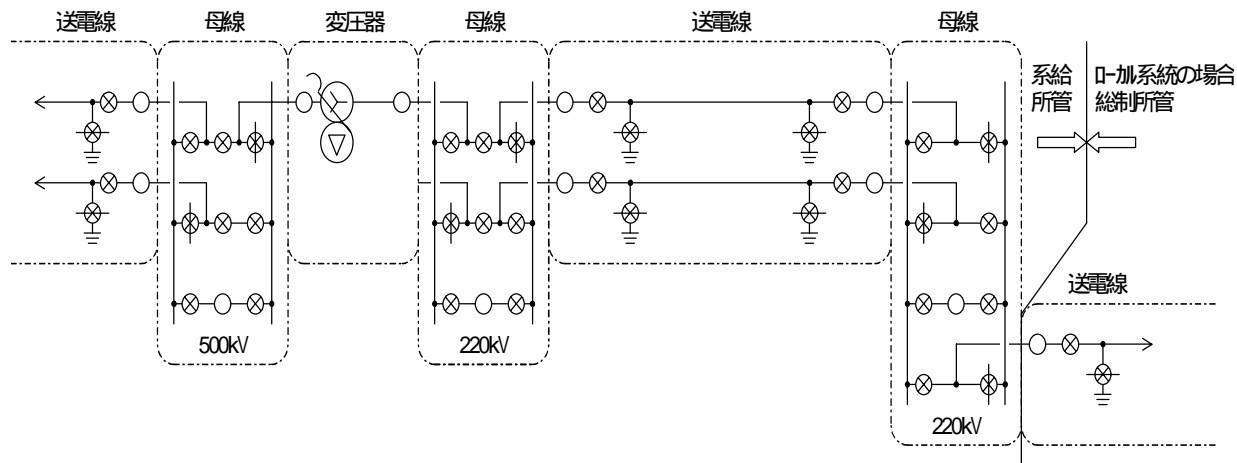 送電線
母線
変圧器
母線
送電線
母線
系給
所管
ローカル系統の場合
総制所管
送電線
500kV
220kV
220kV